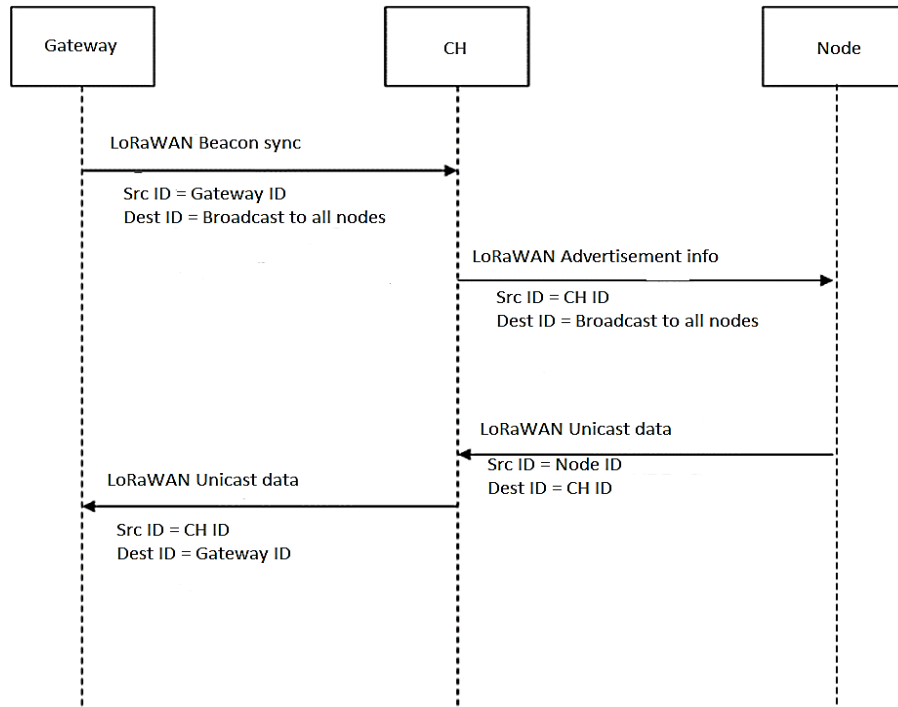 Gateway
CH
Node
LoRaWAN Beacon sync
Src ID = Gateway ID
Dest ID = Broadcast to all nodes
LoRaWAN Advertisement info
Src ID = CH ID
Dest ID = Broadcast to all nodes
LoRaWAN Unicast data
Src ID = Node ID
Dest ID = CH ID
LoRaWAN Unicast data
Src ID = CH ID
Dest ID = Gateway ID